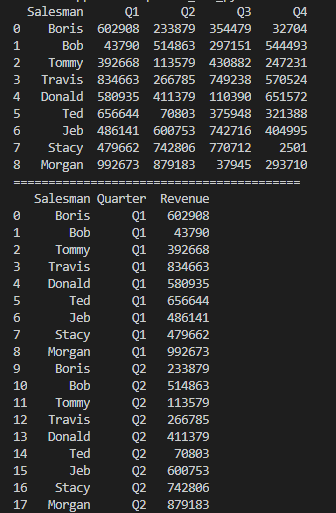 Salesman Q1 Q2 Q3 Q4
0 Boris 602908 233879 354479 32704
1 Bob 43790 514863 297151 544493
2 Tommy 392668 113579 430882 247231
3 Travis 834663 266785 749238 570524
4 Donald 580935 411379 110390 651572
5 Ted 656644 70803 375948 321388
6 Jeb 486141 600753 742716 404995
7 Stacy 479662 742806 770712 2501
8 Morgan 992673 879183 37945 293710
=========================================
Salesman Quarter Revenue
0 Boris Q1 602908
1 Bob Q1 43790
2 Tommy Q1 392668
3 Travis Q1 834663
4 Donald Q1 580935
5 Ted Q1 656644
6 Jeb Q1 486141
7 Stacy Q1 479662
8 Morgan Q1 992673
9 Boris Q2 233879
10 Bob Q2 514863
11 Tommy Q2 113579
12 Travis Q2 266785
13 Donald Q2 411379
14 Ted Q2 70803
15 Jeb Q2 600753
16 Stacy Q2 742806
17 Morgan Q2 879183